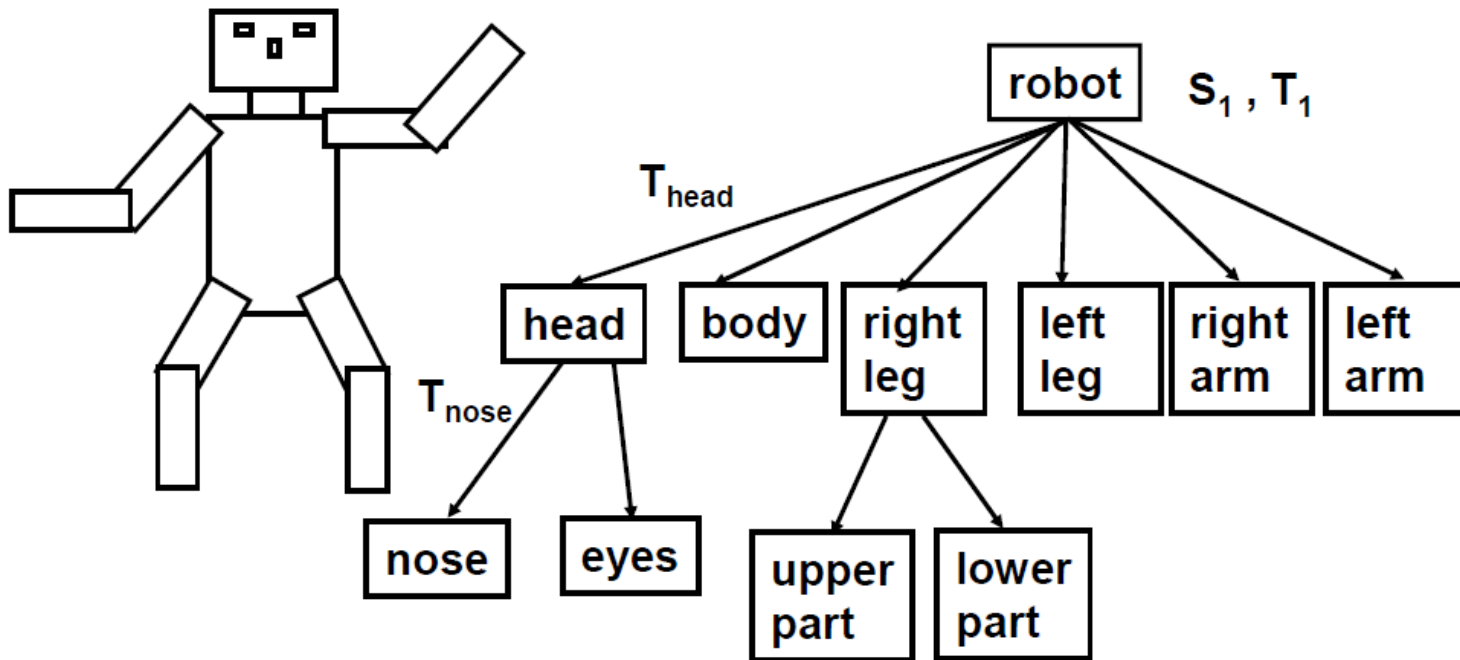 robot
S1 , T1
Thead
head
body
right
leg
left
leg
right
arm
left
arm
Tnose
nose
eyes
upper
part
lower
part